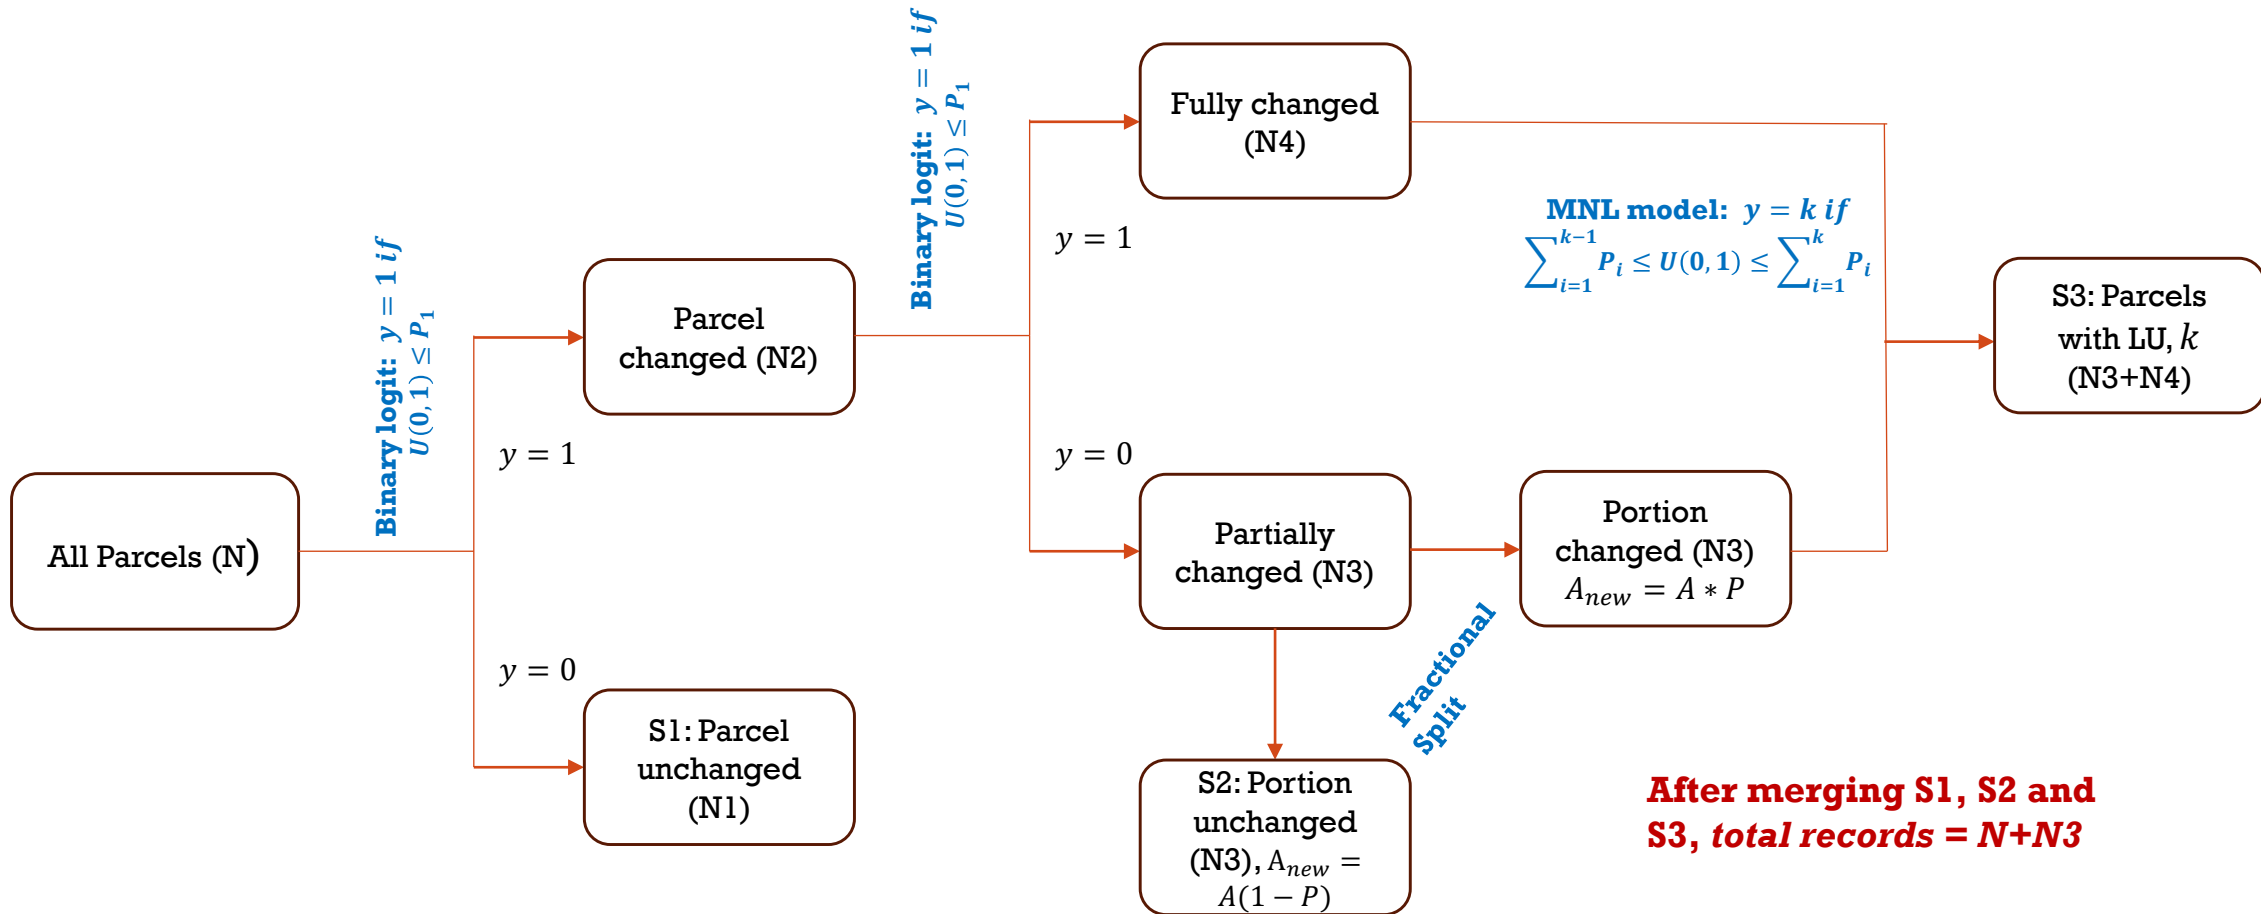 All Parcels (N)
Binary logit: y = 1 if
U(0, 1) ≤ P₁
y = 1
y = 0
Parcel
changed (N2)
S1: Parcel
unchanged
(N1)
Binary logit: y = 1 if
U(0, 1) ≤ P₁
y = 1
y = 0
Fully changed
(N4)
Partially
changed (N3)
Fractional
Split
Portion
changed (N3)
A_new = A * P
S2: Portion
unchanged
(N3), A_new =
A(1 − P)
MNL model: y = k if
∑_{i=1}^{k−1} P_i ≤ U(0, 1) ≤ ∑_{i=1}^{k} P_i
S3: Parcels
with LU, k
(N3+N4)
After merging S1, S2 and
S3, total records = N+N3